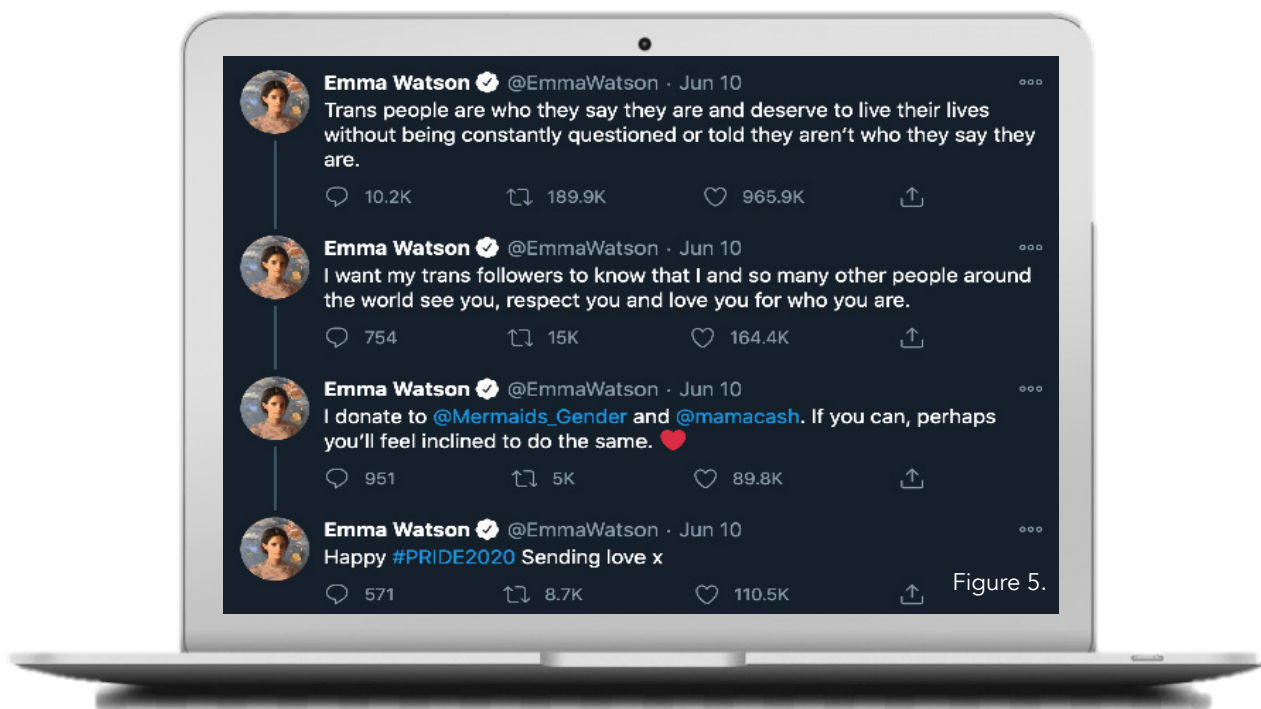 Emma Watson @EmmaWatson · Jun 10
Trans people are who they say they are and deserve to live their lives
without being constantly questioned or told they aren’t who they say they
are.
10.2K 189.9K 965.9K
Emma Watson @EmmaWatson · Jun 10
I want my trans followers to know that I and so many other people around
the world see you, respect you and love you for who you are.
754 15K 164.4K
Emma Watson @EmmaWatson · Jun 10
I donate to @Mermaids_Gender and @mamacash. If you can, perhaps
you’ll feel inclined to do the same. ❤️
951 5K 89.8K
Emma Watson @EmmaWatson · Jun 10
Happy #PRIDE2020 Sending love x
571 8.7K 110.5K
Figure 5.